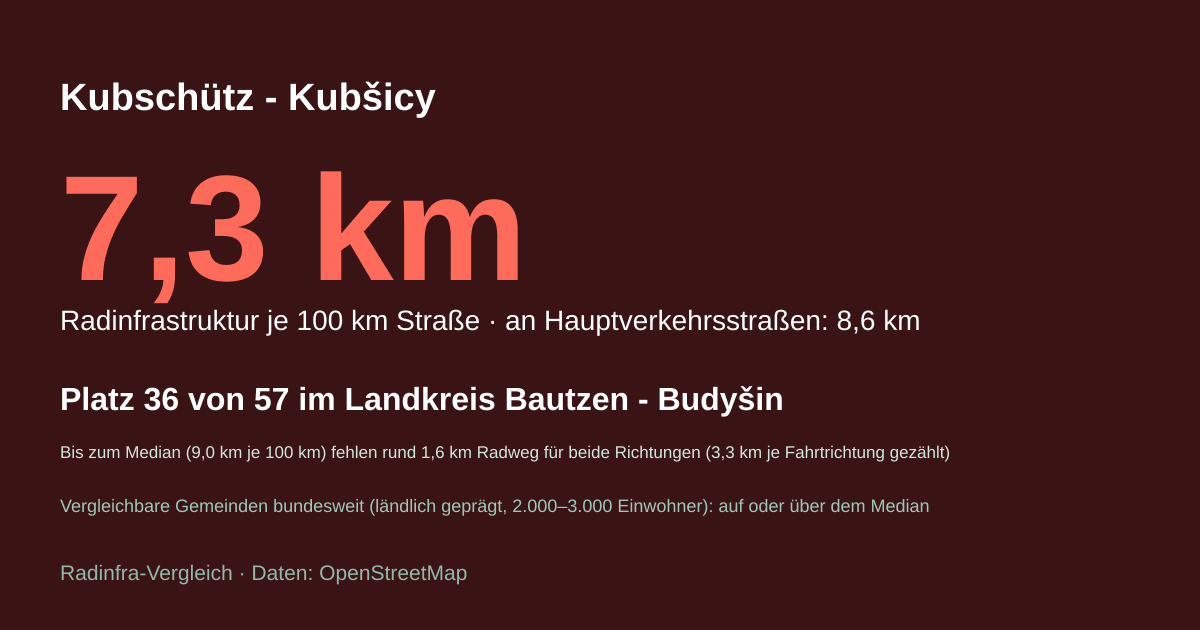 Kubschütz - Kubšicy
7,3 km
Radinfrastruktur je 100 km Straße · an Hauptverkehrsstraßen: 8,6 km
Platz 36 von 57 im Landkreis Bautzen - Budyšin
Bis zum Median (9,0 km je 100 km) fehlen rund 1,6 km Radweg für beide Richtungen (3,3 km je Fahrtrichtung gezählt)
Vergleichbare Gemeinden bundesweit (ländlich geprägt, 2.000–3.000 Einwohner): auf oder über dem Median
Radinfra-Vergleich · Daten: OpenStreetMap